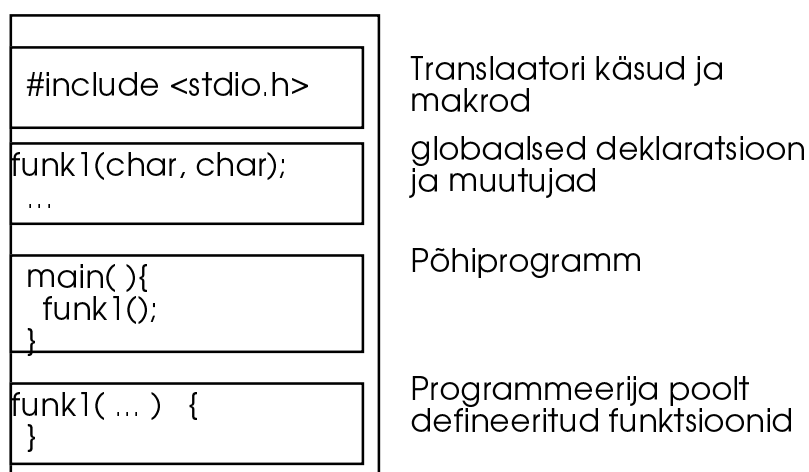 #include <stdio.h>
Translaatori käsud ja
makrod
funk1(char, char);
...
globaalsed deklaratsioon
ja muutujad
main( ){
funk1();
}
Põhiprogramm
funk1( ... ) {
}
Programmeerija poolt
defineeritud funktsioonid